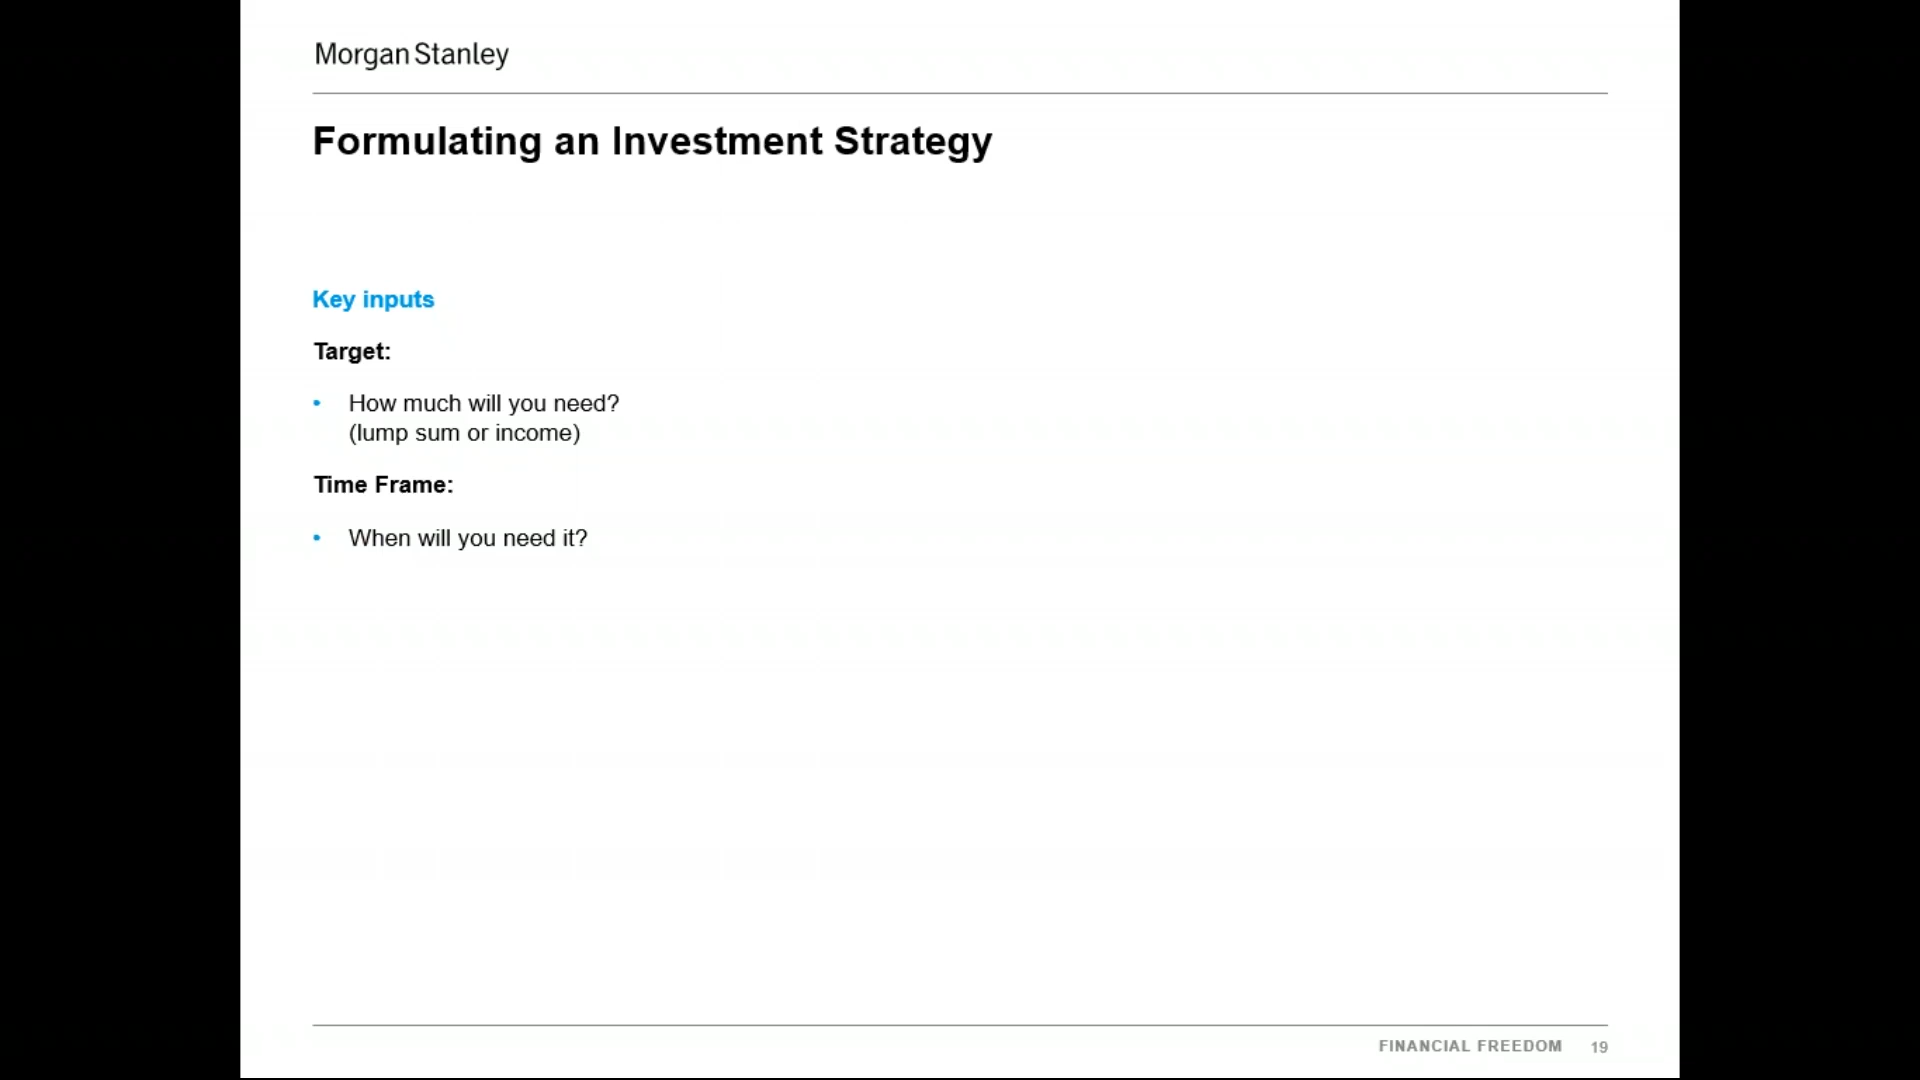 Morgan Stanley
Formulating an Investment Strategy
Key inputs
Target:
• How much will you need?
(lump sum or income)
Time Frame:
• When will you need it?
FINANCIAL FREEDOM 19